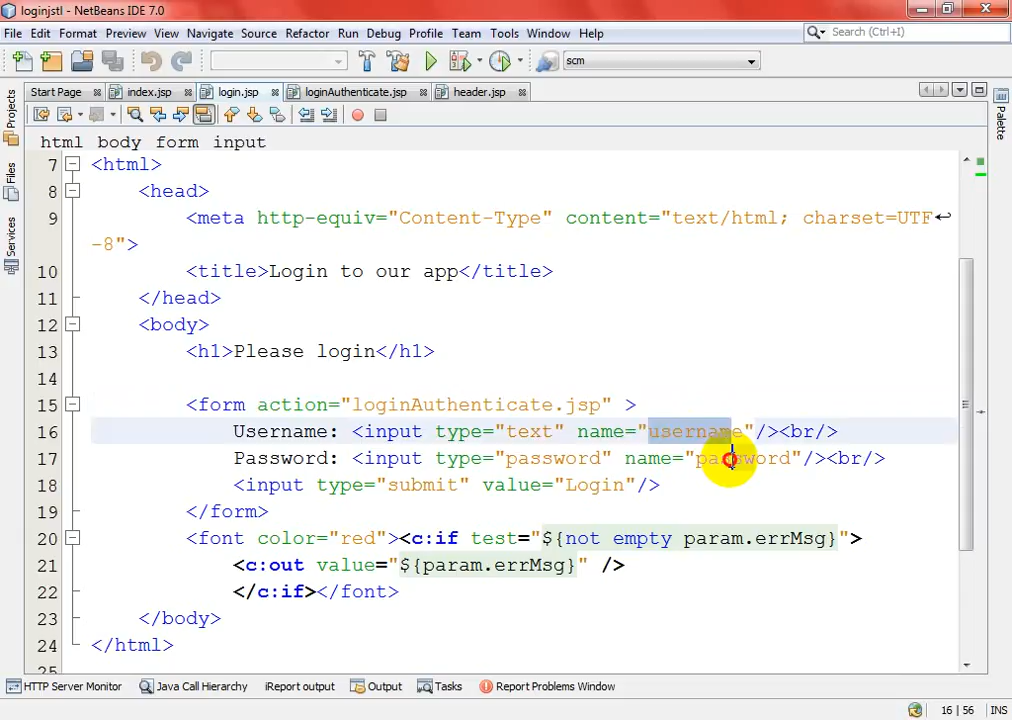 loginjstl - NetBeans IDE 7.0
File Edit Format Preview View Navigate Source Refactor Run Debug Profile Team Tools Window Help Search (Ctrl+I)
scm
Start Page index.jsp login.jsp loginAuthenticate.jsp header.jsp
html body form input
7 <html>
8 <head>
9 <meta http-equiv="Content-Type" content="text/html; charset=UTF
-8">
10 <title>Login to our app</title>
11 </head>
12 <body>
13 <h1>Please login</h1>
14
15 <form action="loginAuthenticate.jsp" >
16 Username: <input type="text" name="username"/><br/>
17 Password: <input type="password" name="password"/><br/>
18 <input type="submit" value="Login"/>
19 </form>
20 <font color="red"><c:if test="${not empty param.errMsg}">
21 <c:out value="${param.errMsg}" />
22 </c:if></font>
23 </body>
24 </html>
25
Projects
Files
Services
Palette
HTTP Server Monitor Java Call Hierarchy iReport output Output Tasks Report Problems Window
16 | 56 INS